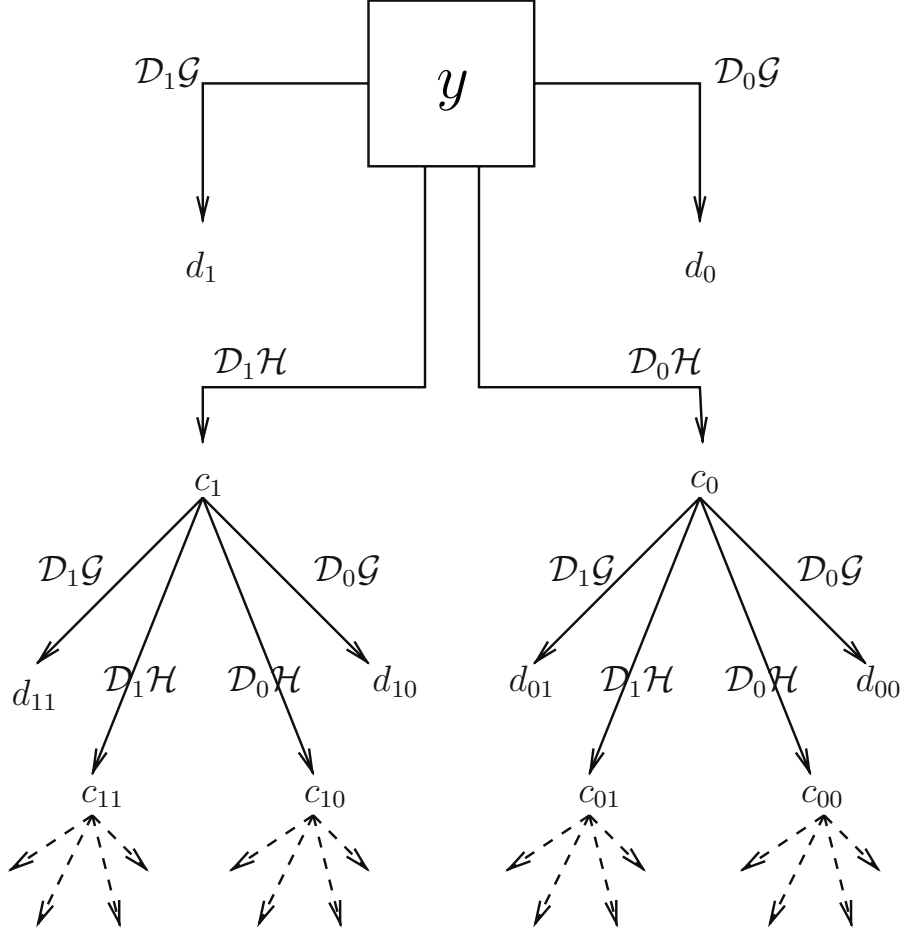 𝒟₁𝒢 y 𝒟₀𝒢
d₁ d₀
𝒟₁ℋ 𝒟₀ℋ
c₁ c₀
𝒟₁𝒢 𝒟₀𝒢 𝒟₁𝒢 𝒟₀𝒢
d₁₁ 𝒟₁ℋ 𝒟₀ℋ d₁₀ d₀₁ 𝒟₁ℋ 𝒟₀ℋ d₀₀
c₁₁ c₁₀ c₀₁ c₀₀